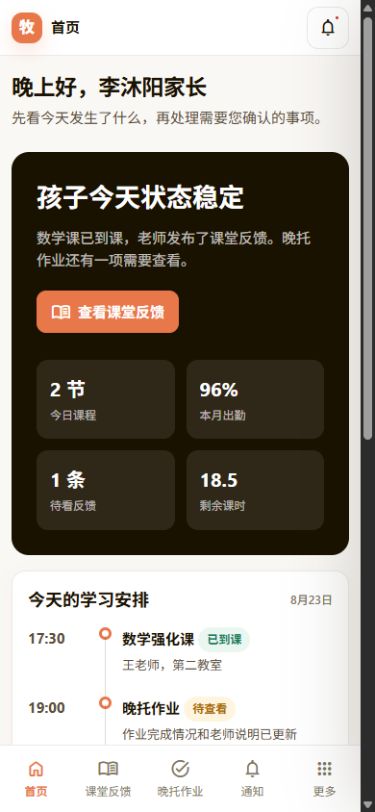 牧 首页
晚上好，李沐阳家长
先看今天发生了什么，再处理需要您确认的事项。
孩子今天状态稳定
数学课已到课，老师发布了课堂反馈。晚托
作业还有一项需要查看。
查看课堂反馈
2 节
今日课程
96%
本月出勤
1 条
待看反馈
18.5
剩余课时
今天的学习安排 8月23日
17:30 数学强化课 已到课
王老师，第二教室
19:00 晚托作业 待查看
作业完成情况和老师说明已更新
首页 课堂反馈 晚托作业 通知 更多